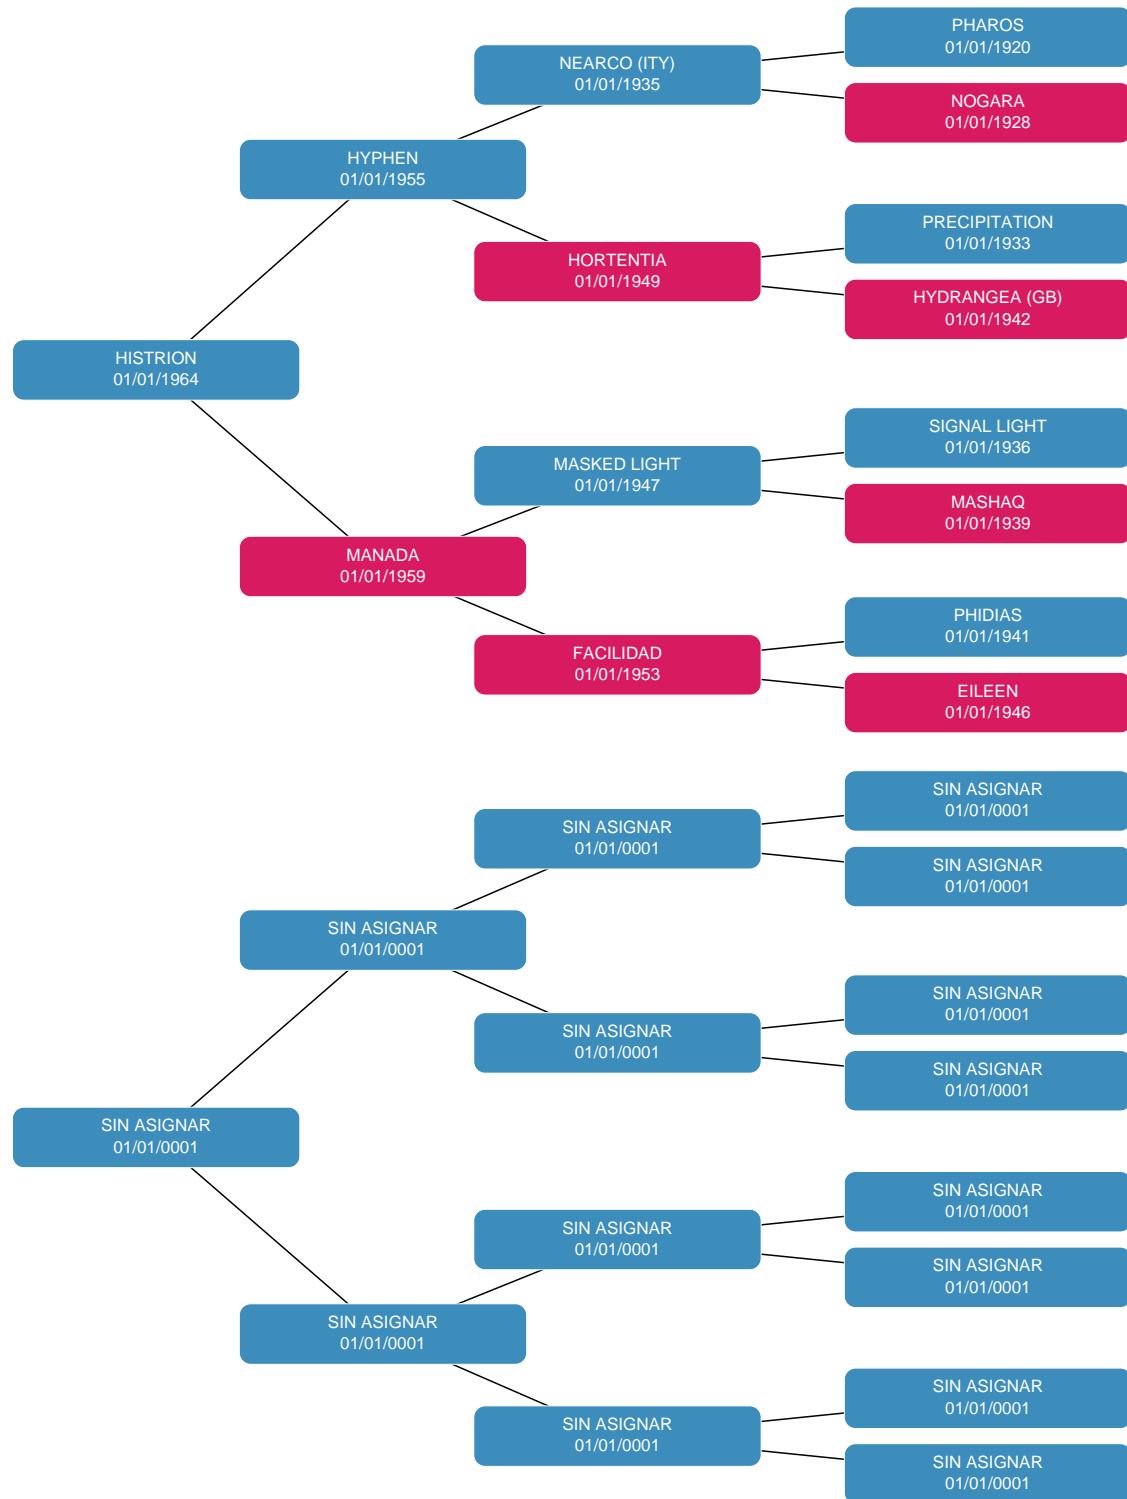 PHAROS
01/01/1920
NEARCO (ITY)
01/01/1935
NOGARA
01/01/1928
HYPHEN
01/01/1955
PRECIPITATION
01/01/1933
HORTENTIA
01/01/1949
HYDRANGEA (GB)
01/01/1942
HISTRION
01/01/1964
SIGNAL LIGHT
01/01/1936
MASKED LIGHT
01/01/1947
MASHAQ
01/01/1939
MANADA
01/01/1959
PHIDIAS
01/01/1941
FACILIDAD
01/01/1953
EILEEN
01/01/1946
SIN ASIGNAR
01/01/0001
SIN ASIGNAR
01/01/0001
SIN ASIGNAR
01/01/0001
SIN ASIGNAR
01/01/0001
SIN ASIGNAR
01/01/0001
SIN ASIGNAR
01/01/0001
SIN ASIGNAR
01/01/0001
SIN ASIGNAR
01/01/0001
SIN ASIGNAR
01/01/0001
SIN ASIGNAR
01/01/0001
SIN ASIGNAR
01/01/0001
SIN ASIGNAR
01/01/0001
SIN ASIGNAR
01/01/0001
SIN ASIGNAR
01/01/0001
SIN ASIGNAR
01/01/0001